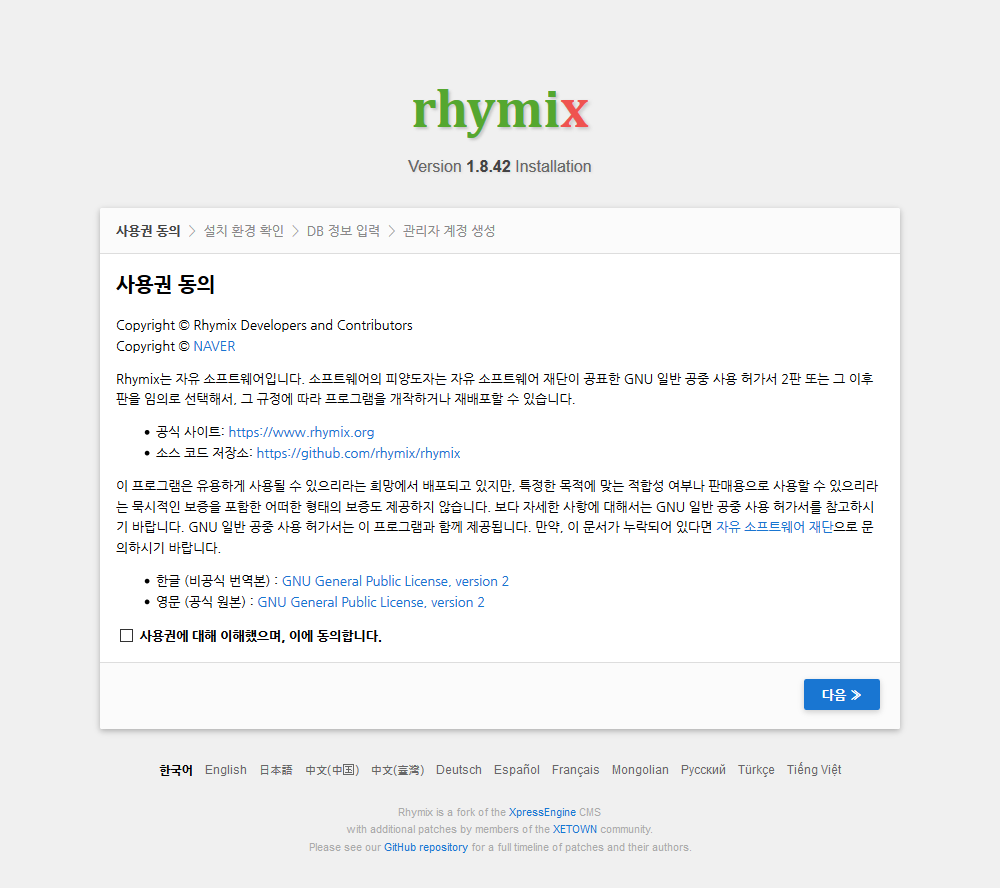 rhymix
Version 1.8.42 Installation
사용권 동의 > 설치 환경 확인 > DB 정보 입력 > 관리자 계정 생성
사용권 동의
Copyright © Rhymix Developers and Contributors
Copyright © NAVER
Rhymix는 자유 소프트웨어입니다. 소프트웨어의 피양도자는 자유 소프트웨어 재단이 공표한 GNU 일반 공중 사용 허가서 2판 또는 그 이후
판을 임의로 선택해서, 그 규정에 따라 프로그램을 개작하거나 재배포할 수 있습니다.
• 공식 사이트: https://www.rhymix.org
• 소스 코드 저장소: https://github.com/rhymix/rhymix
이 프로그램은 유용하게 사용될 수 있으리라는 희망에서 배포되고 있지만, 특정한 목적에 맞는 적합성 여부나 판매용으로 사용할 수 있으리라
는 묵시적인 보증을 포함한 어떠한 형태의 보증도 제공하지 않습니다. 보다 자세한 사항에 대해서는 GNU 일반 공중 사용 허가서를 참고하시
기 바랍니다. GNU 일반 공중 사용 허가서는 이 프로그램과 함께 제공됩니다. 만약, 이 문서가 누락되어 있다면 자유 소프트웨어 재단으로 문
의하시기 바랍니다.
• 한글 (비공식 번역본) : GNU General Public License, version 2
• 영문 (공식 원본) : GNU General Public License, version 2
사용권에 대해 이해했으며, 이에 동의합니다.
다음 ≫
한국어 English 日本語 中文(中国) 中文(臺灣) Deutsch Español Français Mongolian Русский Türkçe Tiếng Việt
Rhymix is a fork of the XpressEngine CMS
with additional patches by members of the XETOWN community.
Please see our GitHub repository for a full timeline of patches and their authors.